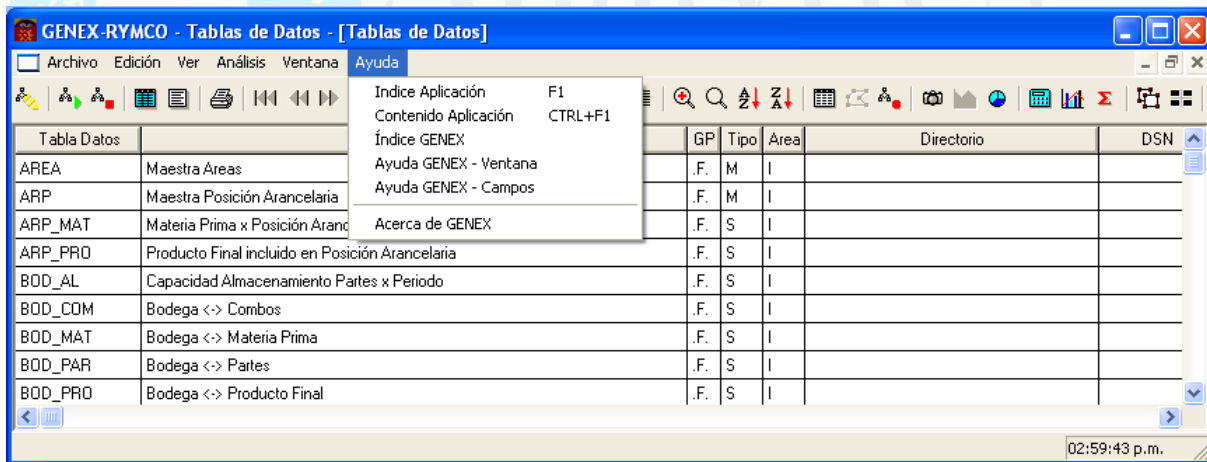 GENEX-RYMCO - Tablas de Datos - [Tablas de Datos]
Archivo Edición Ver Análisis Ventana Ayuda
Indice Aplicación F1
Contenido Aplicación CTRL+F1
Índice GENEX
Ayuda GENEX - Ventana
Ayuda GENEX - Campos
Acerca de GENEX
Tabla Datos GP Tipo Area Directorio DSN
AREA Maestra Areas .F. M I
ARP Maestra Posición Arancelaria .F. M I
ARP_MAT Materia Prima x Posición .F. S I
ARP_PRO Producto Final incluido en Posición Arancelaria .F. S I
BOD_AL Capacidad Almacenamiento Partes x Periodo .F. S I
BOD_COM Bodega <-> Combos .F. S I
BOD_MAT Bodega <-> Materia Prima .F. S I
BOD_PAR Bodega <-> Partes .F. S I
BOD_PRO Bodega <-> Producto Final .F. S I
02:59:43 p.m.